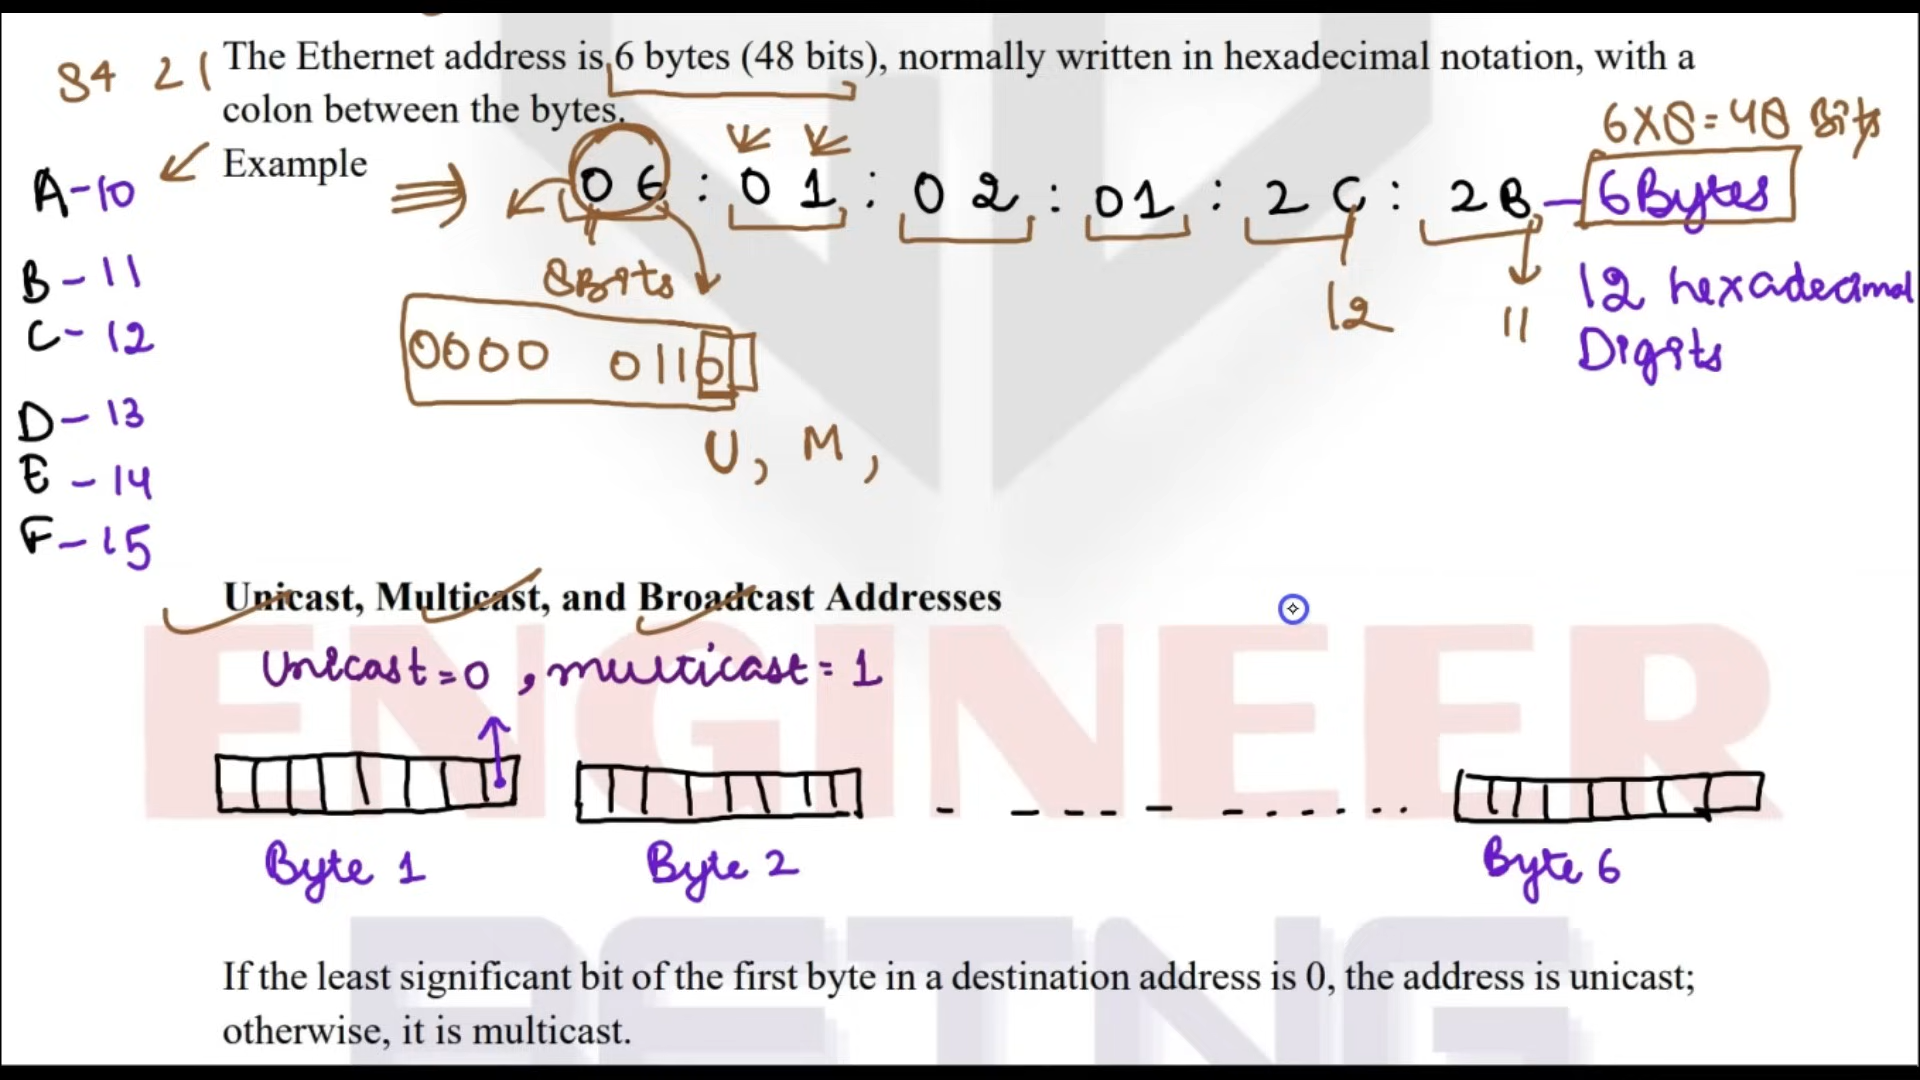 The Ethernet address is 6 bytes (48 bits), normally written in hexadecimal notation, with a
84 21
colon between the bytes.
6X8=48 Bits
Example
A-10
06 : 01 : 02 : 01 : 2C : 2B - 6Bytes
B-11
8Bits
12
11
12 hexadecimal
Digits
C-12
0000 0110
D-13
U, M,
E-14
F-15
Unicast, Multicast, and Broadcast Addresses
ENGINEER
Unicast=0, multicast=1
Byte 1
Byte 2
Byte 6
If the least significant bit of the first byte in a destination address is 0, the address is unicast;
otherwise, it is multicast.